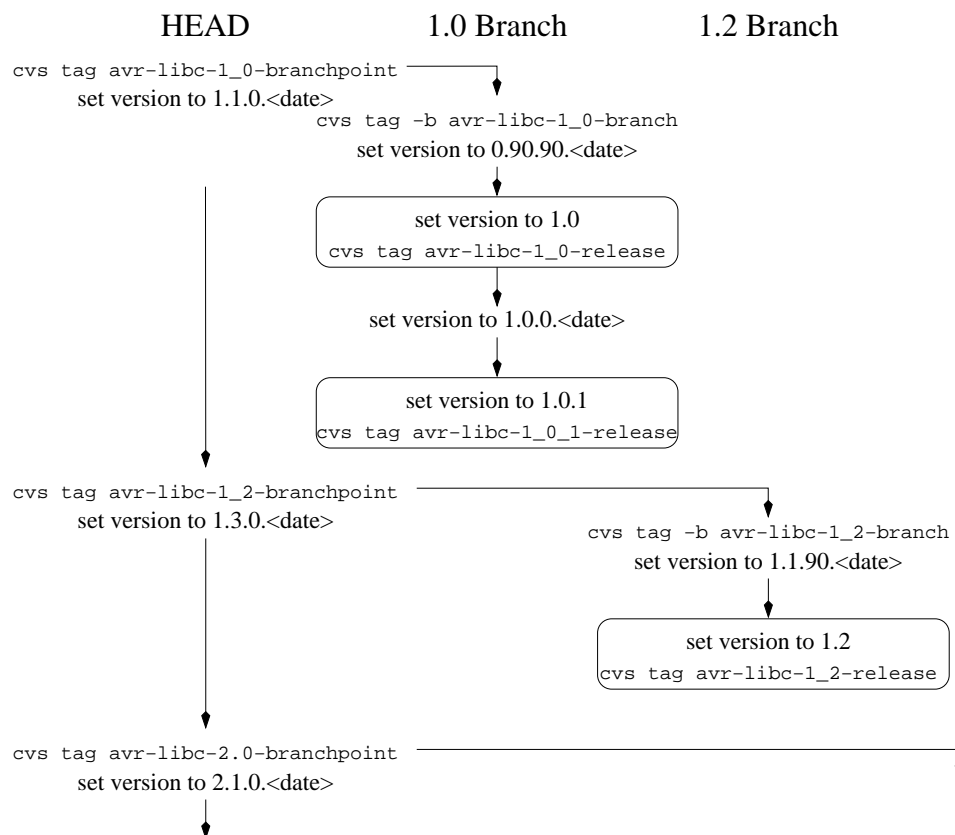 HEAD
1.0 Branch
1.2 Branch
cvs tag avr-libc-1_0-branchpoint
set version to 1.1.0.<date>
cvs tag -b avr-libc-1_0-branch
set version to 0.90.90.<date>
set version to 1.0
cvs tag avr-libc-1_0-release
set version to 1.0.0.<date>
set version to 1.0.1
cvs tag avr-libc-1_0_1-release
cvs tag avr-libc-1_2-branchpoint
set version to 1.3.0.<date>
cvs tag -b avr-libc-1_2-branch
set version to 1.1.90.<date>
set version to 1.2
cvs tag avr-libc-1_2-release
cvs tag avr-libc-2.0-branchpoint
set version to 2.1.0.<date>